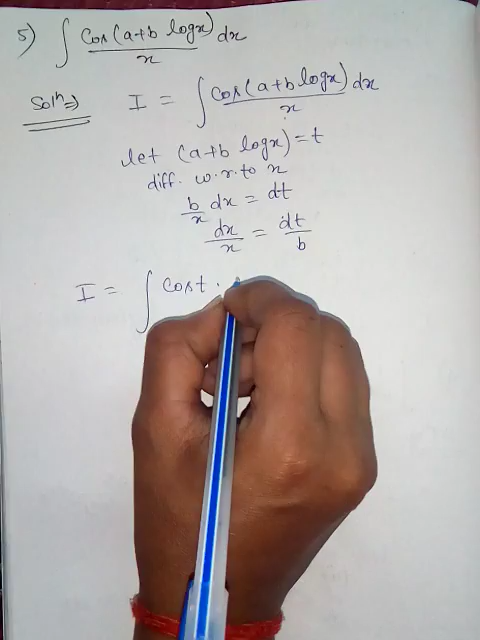 5) ∫ cos(a+b logx)/x dx
Solⁿ⇒ I = ∫ cos(a+b logx)/x dx
let (a+b logx)=t
diff. w.r.to x
b/x dx = dt
dx/x = dt/b
I = ∫ cost .